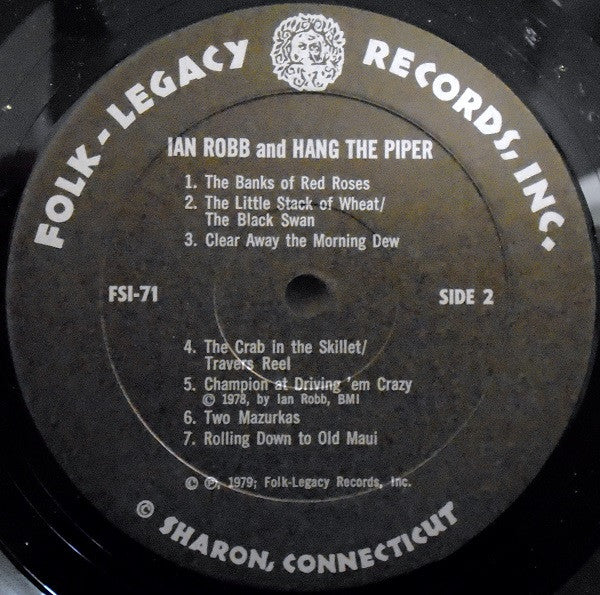 FOLK-LEGACY RECORDS, INC.
IAN ROBB and HANG THE PIPER
1. The Banks of Red Roses
2. The Little Stack of Wheat/
The Black Swan
3. Clear Away the Morning Dew
FSI-71
SIDE 2
4. The Crab in the Skillet/
Travers Reel
5. Champion at Driving 'em Crazy
© 1978, by Ian Robb, BMI
6. Two Mazurkas
7. Rolling Down to Old Maui
© ℗, 1979; Folk-Legacy Records, Inc.
© SHARON, CONNECTICUT